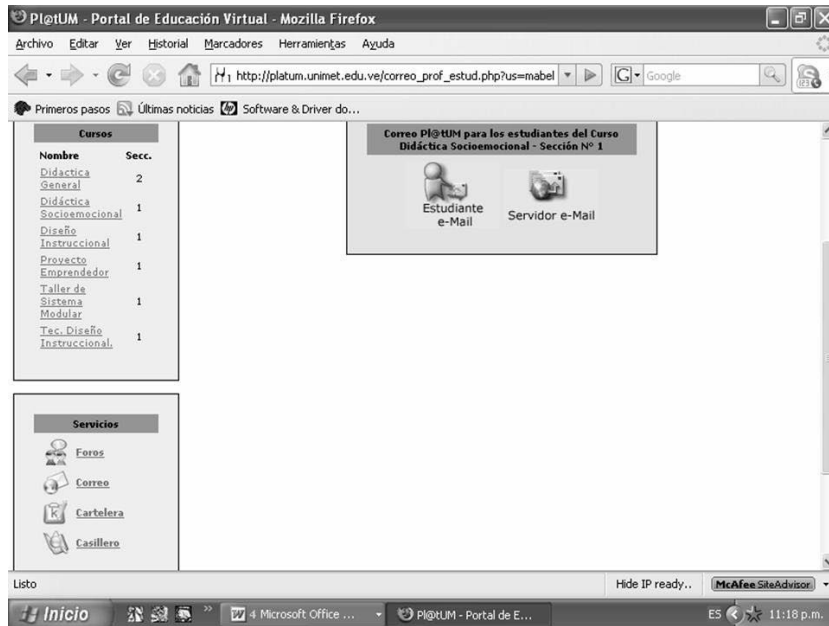 Pl@tUM - Portal de Educación Virtual - Mozilla Firefox
Archivo Editar Ver Historial Marcadores Herramientas Ayuda
http://platum.unimet.edu.ve/correo_prof_estud.php?us=mabel
G Google
Primeros pasos Últimas noticias Software & Driver do...
Cursos
Nombre Secc.
Didactica
General 2
Didáctica
Socioemocional 1
Diseño
Instruccional 1
Proyecto
Emprendedor 1
Taller de
Sistema
Modular 1
Tec. Diseño
Instruccional. 1
Servicios
Foros
Correo
Cartelera
Casillero
Correo Pl@tUM para los estudiantes del Curso
Didáctica Socioemocional - Sección Nº 1
Estudiante
e-Mail
Servidor e-Mail
Listo Hide IP ready.. McAfee SiteAdvisor
Inicio » 4 Microsoft Office ... Pl@tUM - Portal de E... ES 11:18 p.m.